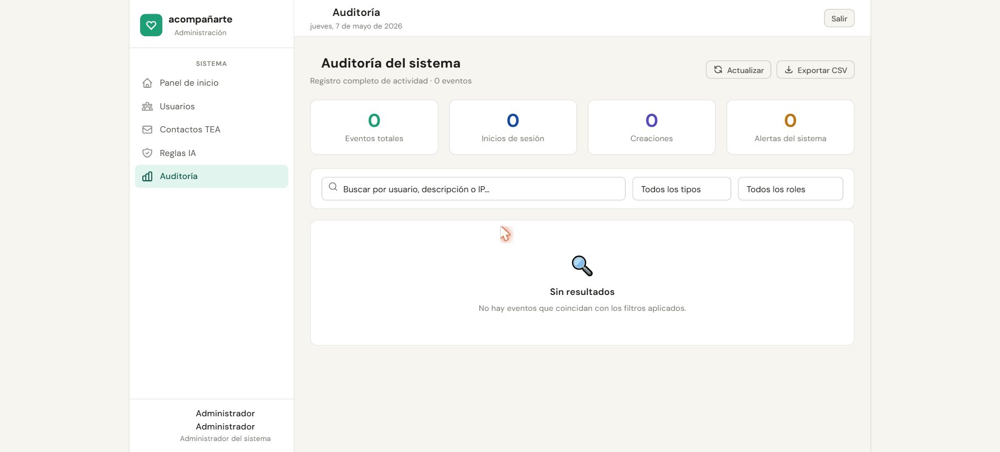 acompañarte
Administración
SISTEMA
Panel de inicio
Usuarios
Contactos TEA
Reglas IA
Auditoría
Administrador
Administrador
Administrador del sistema
Auditoría
jueves, 7 de mayo de 2026
Salir
Auditoría del sistema
Registro completo de actividad · 0 eventos
Actualizar
Exportar CSV
0
Eventos totales
0
Inicios de sesión
0
Creaciones
0
Alertas del sistema
Buscar por usuario, descripción o IP...
Todos los tipos
Todos los roles
Sin resultados
No hay eventos que coincidan con los filtros aplicados.